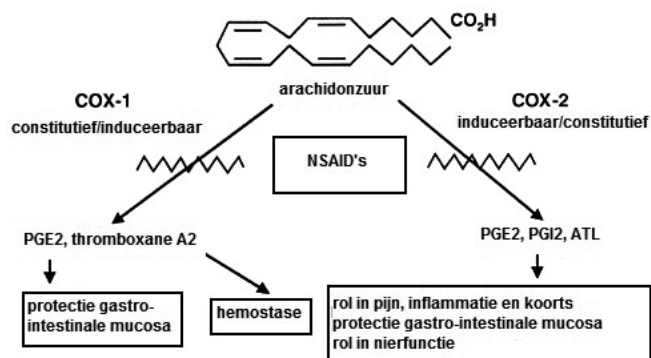 CO2H
arachidonzuur
COX-1
constitutief/induceerbaar
COX-2
induceerbaar/constitutief
NSAID's
PGE2, thromboxane A2
PGE2, PGI2, ATL
protectie gastro-
intestinale mucosa
hemostase
rol in pijn, inflammatie en koorts
protectie gastro-intestinale mucosa
rol in nierfunctie